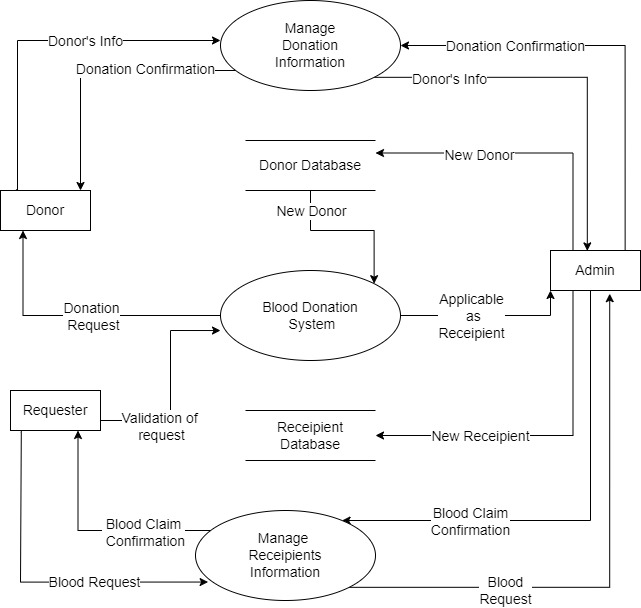 Manage
Donation
Information
Donor's Info
Donation Confirmation
Donation Confirmation
Donor's Info
Donor Database
New Donor
Donor
New Donor
Admin
Blood Donation
System
Donation
Request
Applicable
as
Receipient
Requester
Validation of
request
Receipient
Database
New Receipient
Blood Claim
Confirmation
Blood Claim
Confirmation
Manage
Receipients
Information
Blood Request
Blood
Request